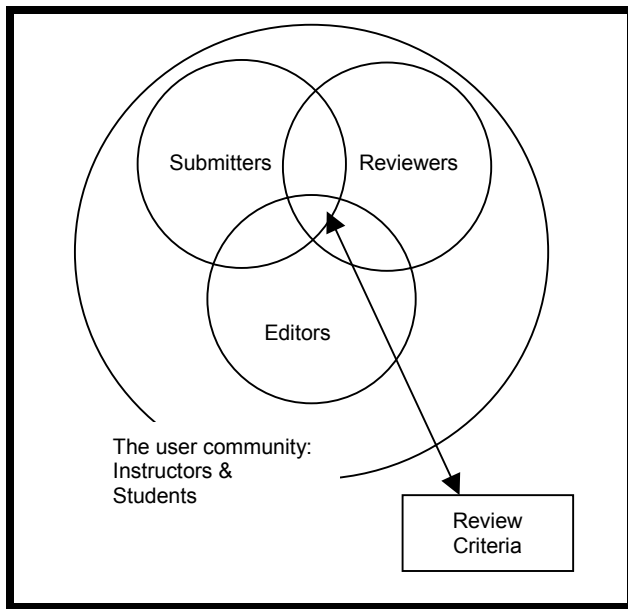 Submitters
Reviewers
Editors
The user community:
Instructors &
Students
Review
Criteria